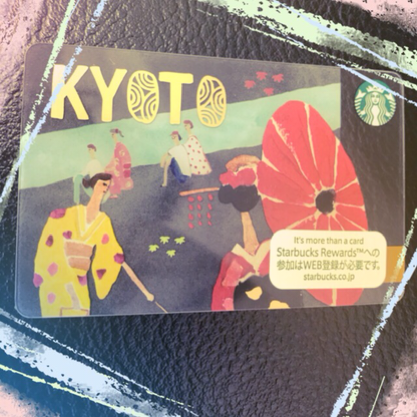 KYOTO
It's more than a card
Starbucks Rewards™への
参加はWEB登録が必要です。
starbucks.co.jp